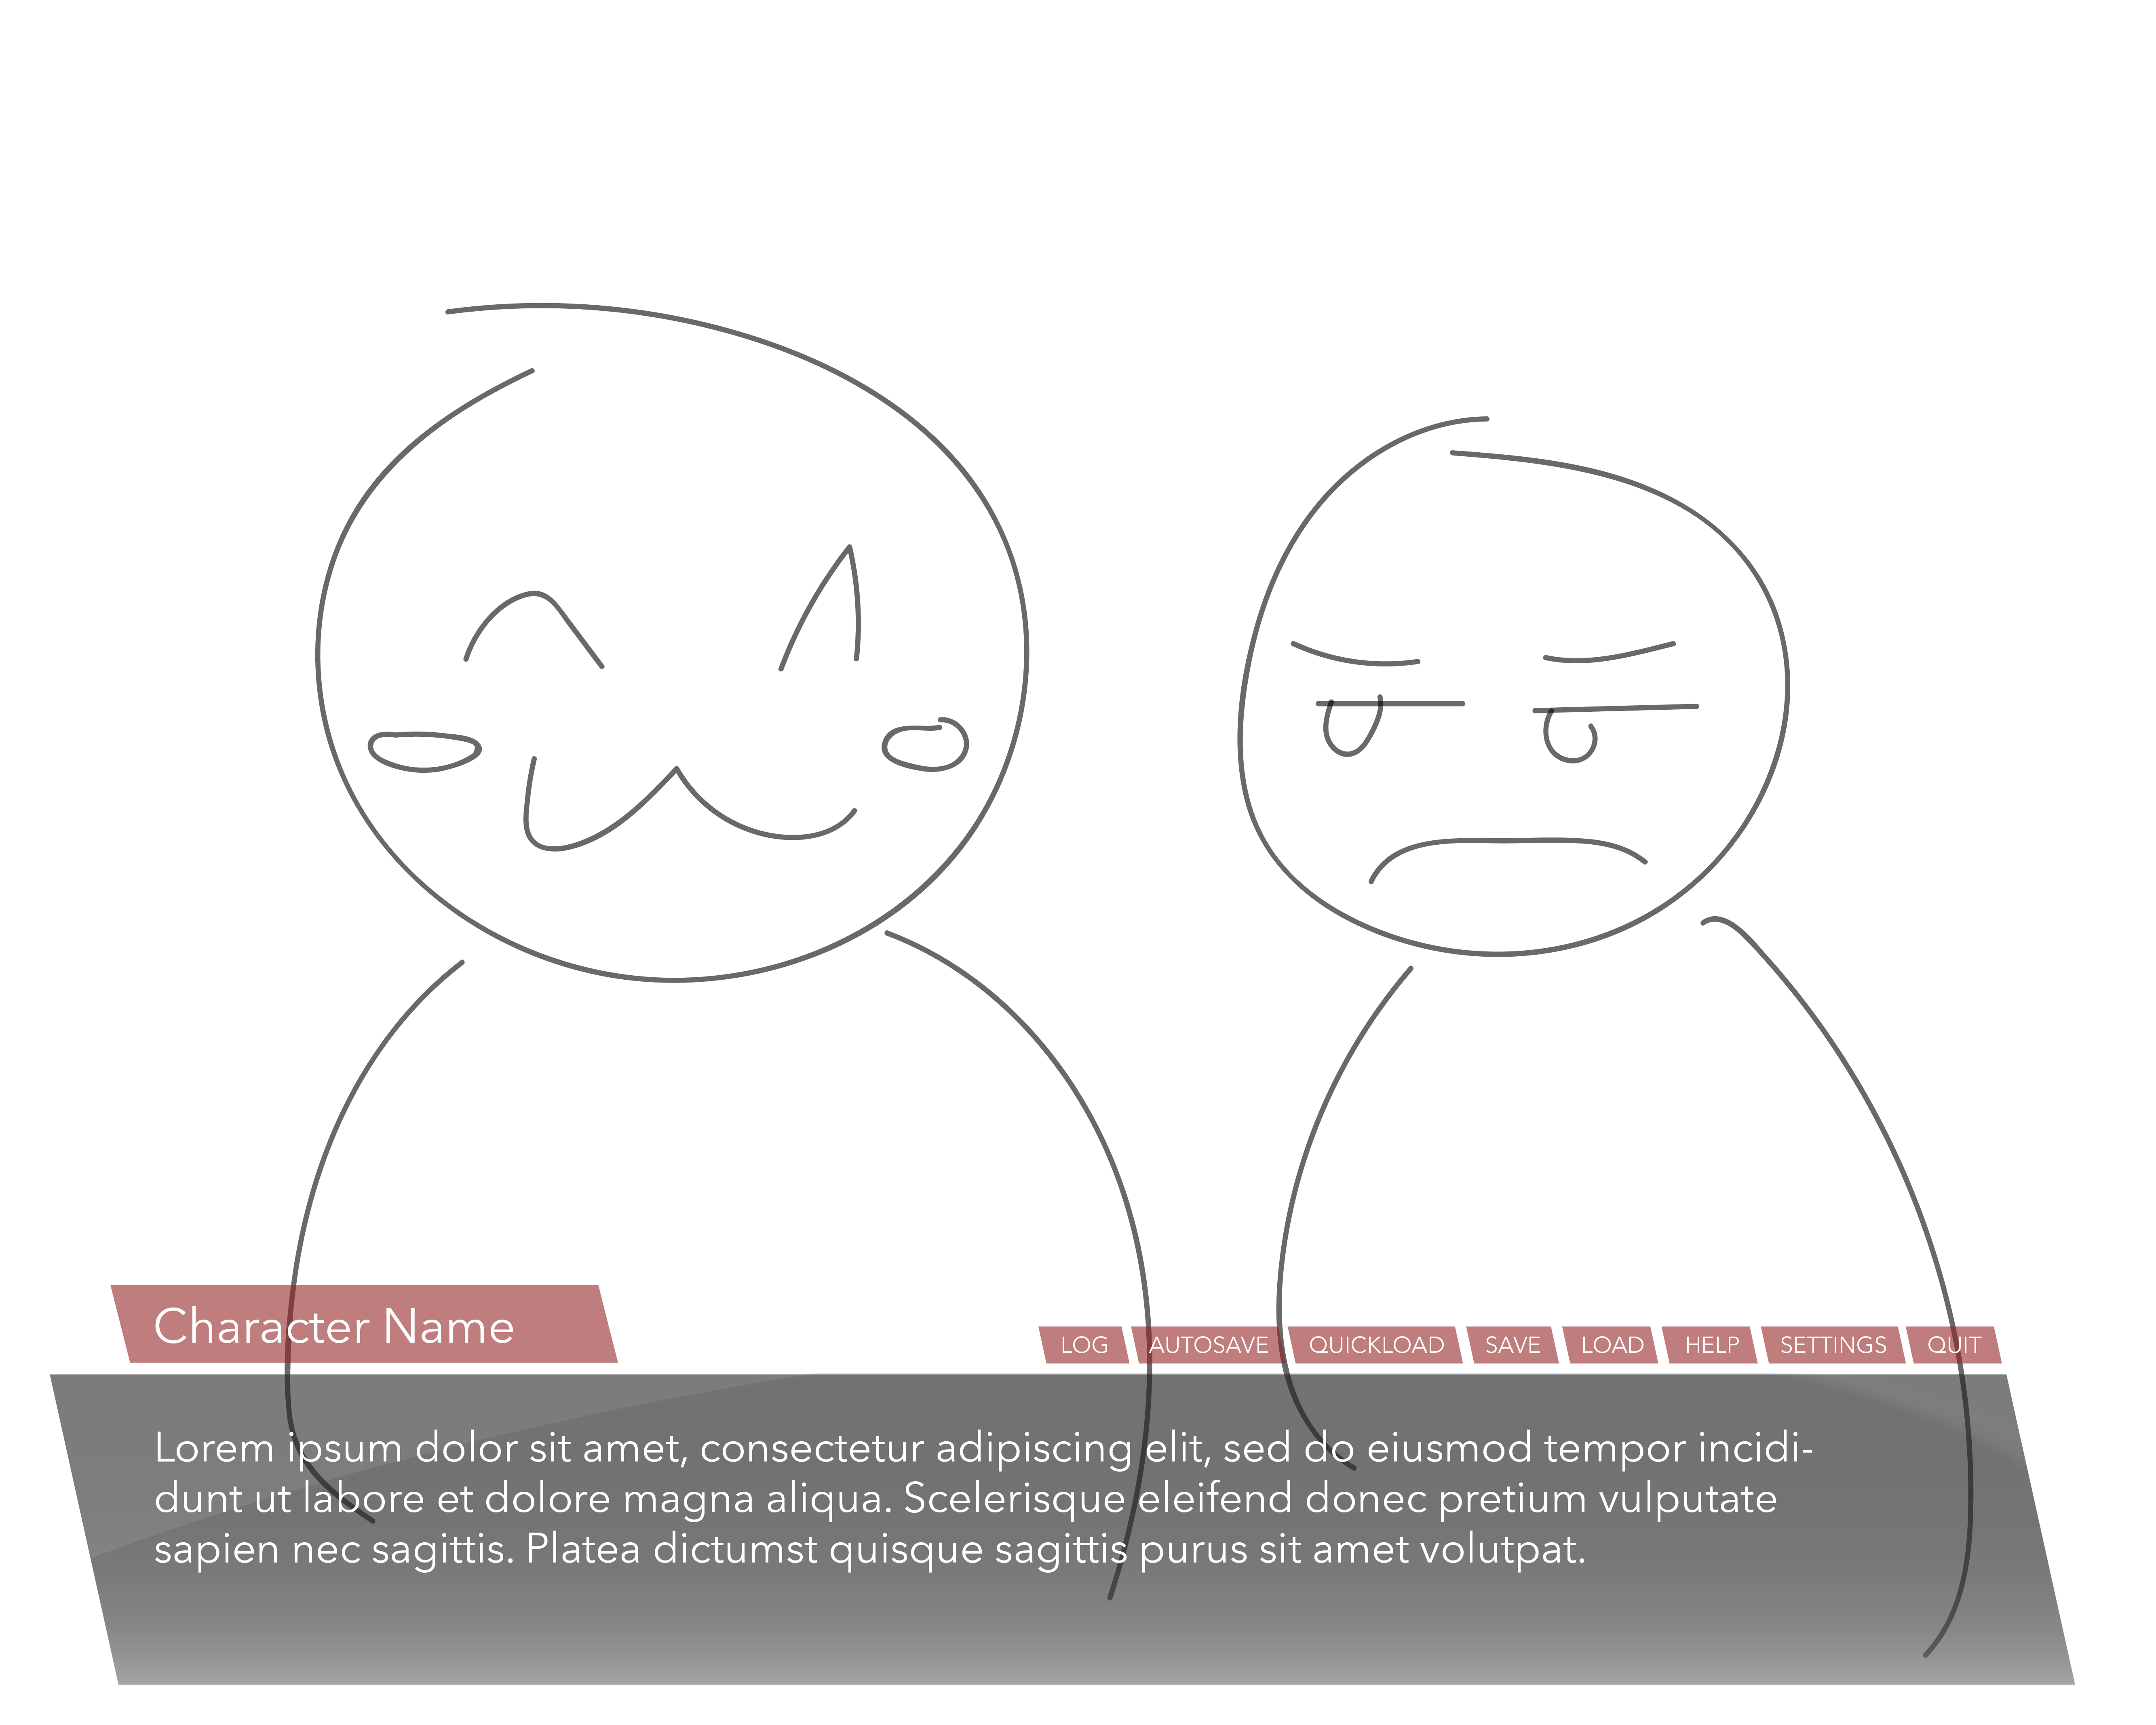 Character Name
LOG AUTOSAVE QUICKLOAD SAVE LOAD HELP SETTINGS QUIT
Lorem ipsum dolor sit amet, consectetur adipiscing elit, sed do eiusmod tempor incidi-
dunt ut labore et dolore magna aliqua. Scelerisque eleifend donec pretium vulputate
sapien nec sagittis. Platea dictumst quisque sagittis purus sit amet volutpat.